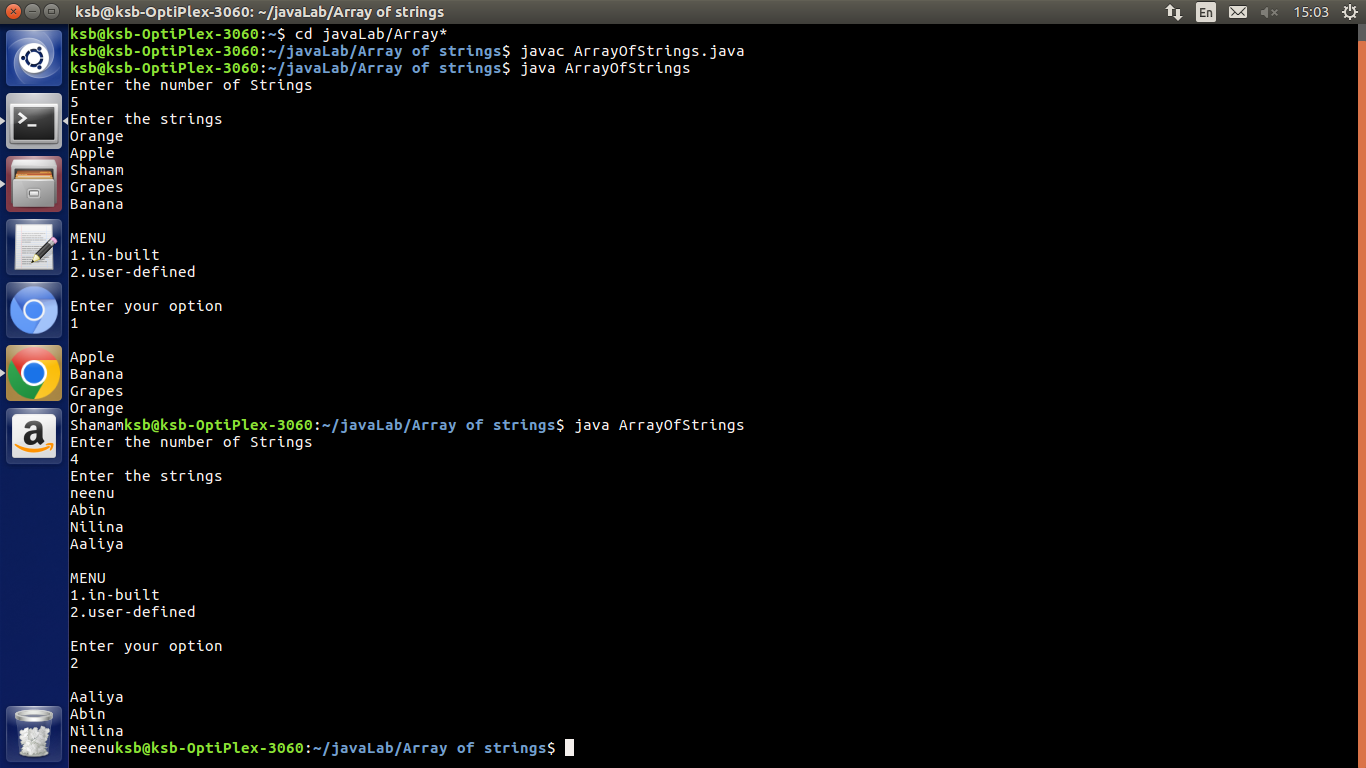 ksb@ksb-OptiPlex-3060: ~/javaLab/Array of strings
En
15:03
ksb@ksb-OptiPlex-3060:~$ cd javaLab/Array*
ksb@ksb-OptiPlex-3060:~/javaLab/Array of strings$ javac ArrayOfStrings.java
ksb@ksb-OptiPlex-3060:~/javaLab/Array of strings$ java ArrayOfStrings
Enter the number of Strings
5
Enter the strings
Orange
Apple
Shamam
Grapes
Banana
MENU
1.in-built
2.user-defined
Enter your option
1
Apple
Banana
Grapes
Orange
Shamamksb@ksb-OptiPlex-3060:~/javaLab/Array of strings$ java ArrayOfStrings
Enter the number of Strings
4
Enter the strings
neenu
Abin
Nilina
Aaliya
MENU
1.in-built
2.user-defined
Enter your option
2
Aaliya
Abin
Nilina
neenuksb@ksb-OptiPlex-3060:~/javaLab/Array of strings$